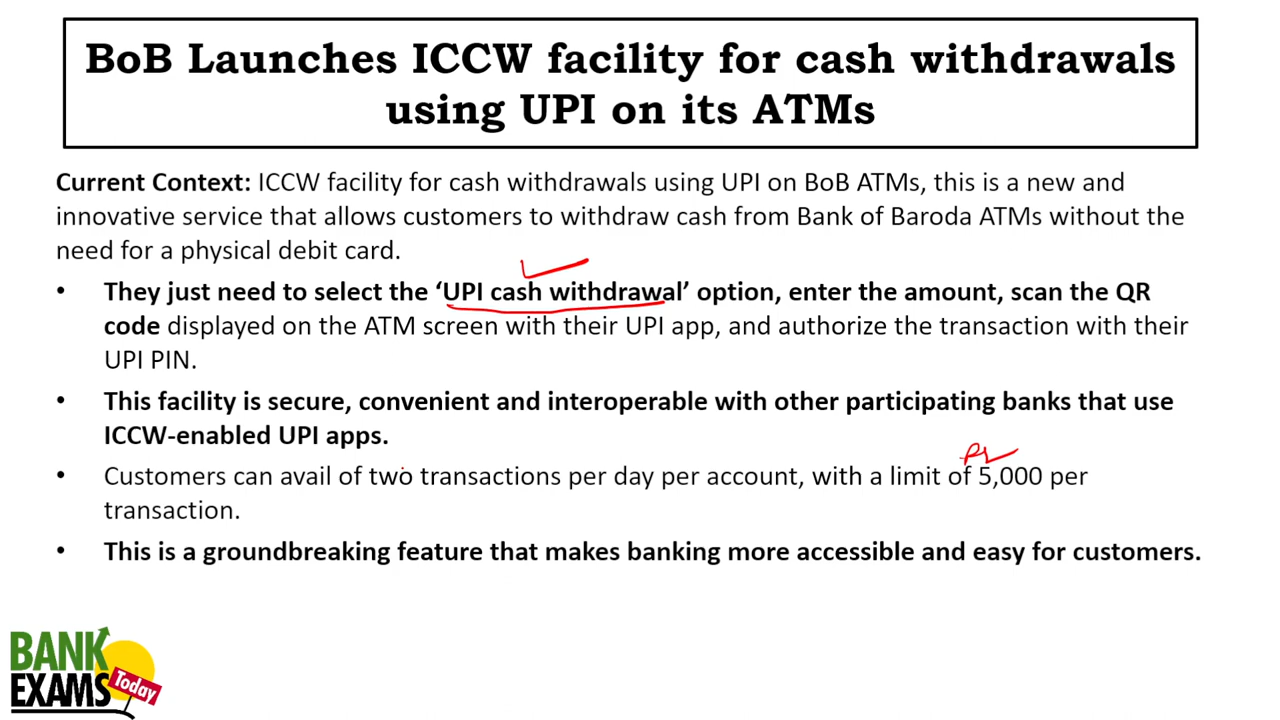 BoB Launches ICCW facility for cash withdrawals
using UPI on its ATMs
Current Context: ICCW facility for cash withdrawals using UPI on BoB ATMs, this is a new and
innovative service that allows customers to withdraw cash from Bank of Baroda ATMs without the
need for a physical debit card.
• They just need to select the ‘UPI cash withdrawal’ option, enter the amount, scan the QR
code displayed on the ATM screen with their UPI app, and authorize the transaction with their
UPI PIN.
• This facility is secure, convenient and interoperable with other participating banks that use
ICCW-enabled UPI apps.
• Customers can avail of two transactions per day per account, with a limit of 5,000 per
transaction.
• This is a groundbreaking feature that makes banking more accessible and easy for customers.
BANK
EXAMS
Today